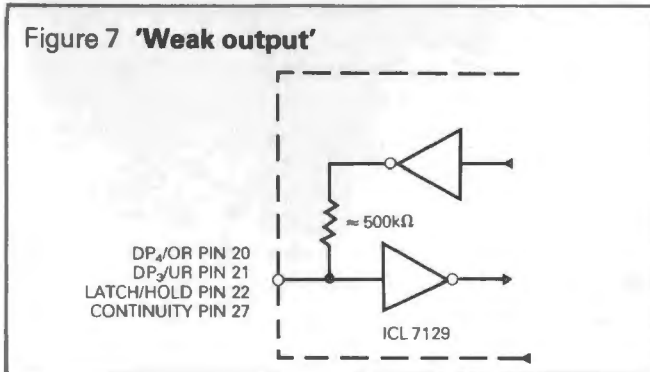 Figure 7 'Weak output'
≈ 500kΩ
DP₄/OR PIN 20
DP₃/UR PIN 21
LATCH/HOLD PIN 22
CONTINUITY PIN 27
ICL 7129